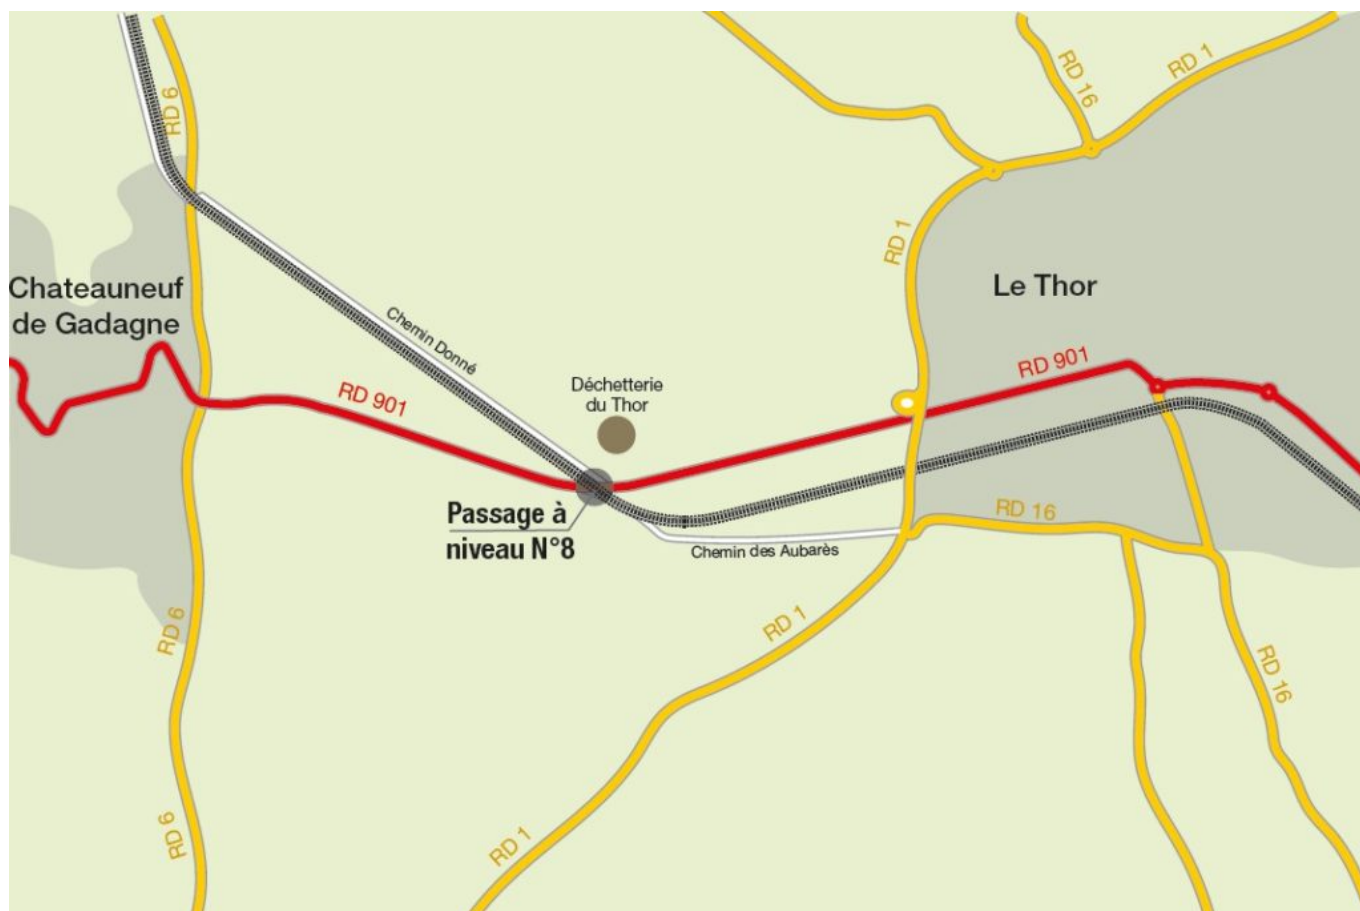 RD 6
RD 16
RD 1
RD 1
Chateauneuf
de Gadagne
Le Thor
Chemin Donné
RD 901
Déchetterie
du Thor
RD 901
Passage à
niveau N°8
RD 16
Chemin des Aubarès
RD 6
RD 1
RD 16
RD 6
RD 1